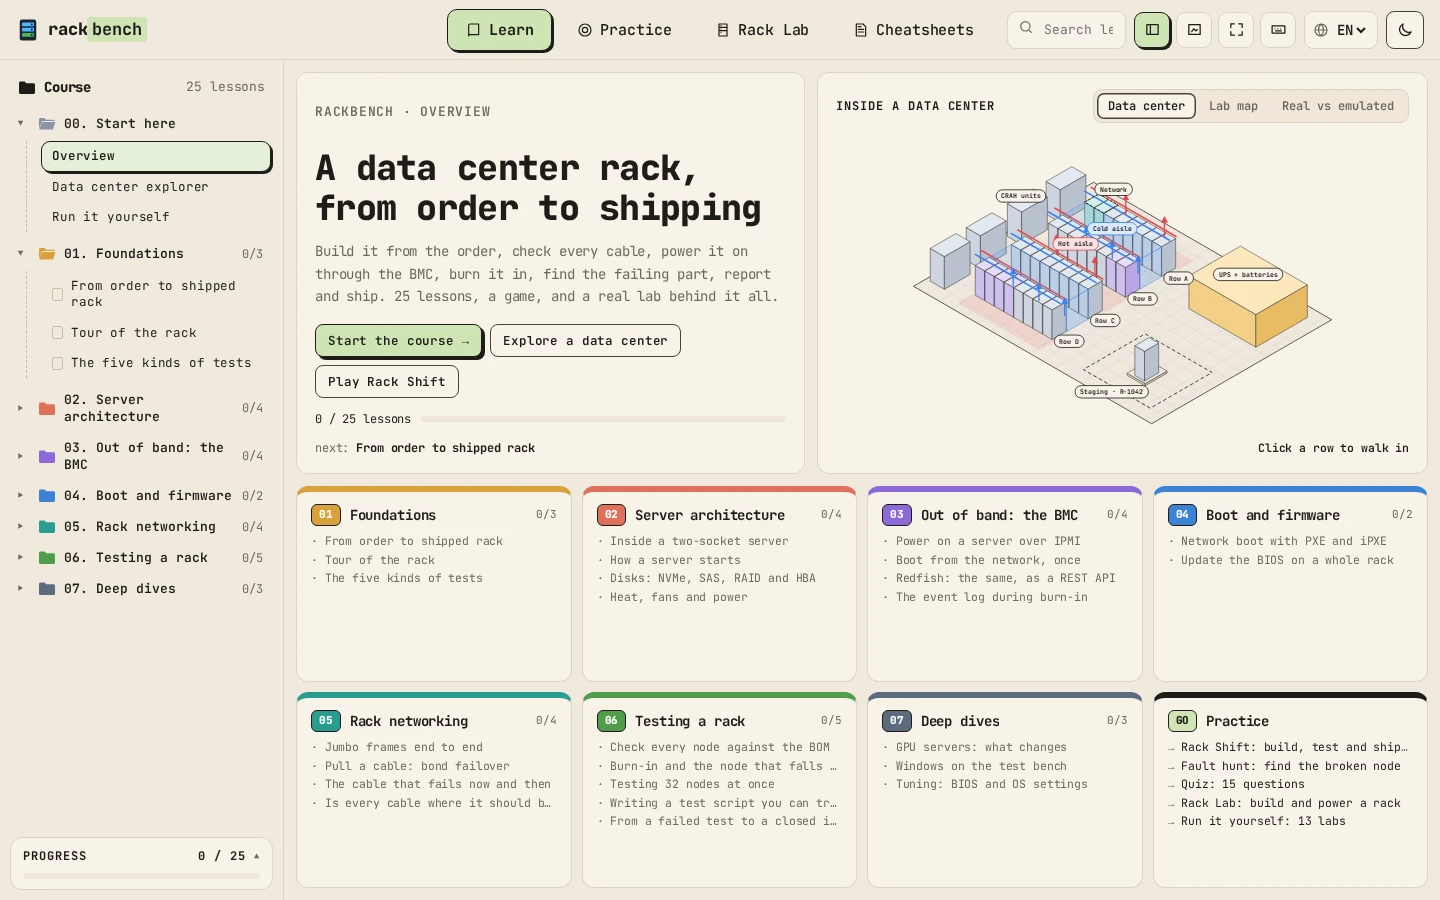 rackbench
Learn
Practice
Rack Lab
Cheatsheets
EN
Course
25 lessons
00. Start here
Overview
Data center explorer
Run it yourself
01. Foundations
0/3
From order to shipped
rack
Tour of the rack
The five kinds of tests
02. Server
architecture
0/4
03. Out of band: the
BMC
0/4
04. Boot and firmware
0/2
05. Rack networking
0/4
06. Testing a rack
0/5
07. Deep dives
0/3
PROGRESS
0 / 25
RACKBENCH · OVERVIEW
A data center rack,
from order to shipping
Build it from the order, check every cable, power it on
through the BMC, burn it in, find the failing part, report
and ship. 25 lessons, a game, and a real lab behind it all.
Start the course →
Explore a data center
Play Rack Shift
0 / 25 lessons
next: From order to shipped rack
INSIDE A DATA CENTER
Data center
Lab map
Real vs emulated
CRAH units
Network
Cold aisle
Hot aisle
UPS + batteries
Row A
Row B
Row C
Row D
Staging · R-1042
Click a row to walk in
01 Foundations 0/3
· From order to shipped rack
· Tour of the rack
· The five kinds of tests
02 Server architecture 0/4
· Inside a two-socket server
· How a server starts
· Disks: NVMe, SAS, RAID and HBA
· Heat, fans and power
03 Out of band: the BMC 0/4
· Power on a server over IPMI
· Boot from the network, once
· Redfish: the same, as a REST API
· The event log during burn-in
04 Boot and firmware 0/2
· Network boot with PXE and iPXE
· Update the BIOS on a whole rack
05 Rack networking 0/4
· Jumbo frames end to end
· Pull a cable: bond failover
· The cable that fails now and then
· Is every cable where it should b…
06 Testing a rack 0/5
· Check every node against the BOM
· Burn-in and the node that falls …
· Testing 32 nodes at once
· Writing a test script you can tr…
· From a failed test to a closed i…
07 Deep dives 0/3
· GPU servers: what changes
· Windows on the test bench
· Tuning: BIOS and OS settings
GO Practice
→ Rack Shift: build, test and ship…
→ Fault hunt: find the broken node
→ Quiz: 15 questions
→ Rack Lab: build and power a rack
→ Run it yourself: 13 labs